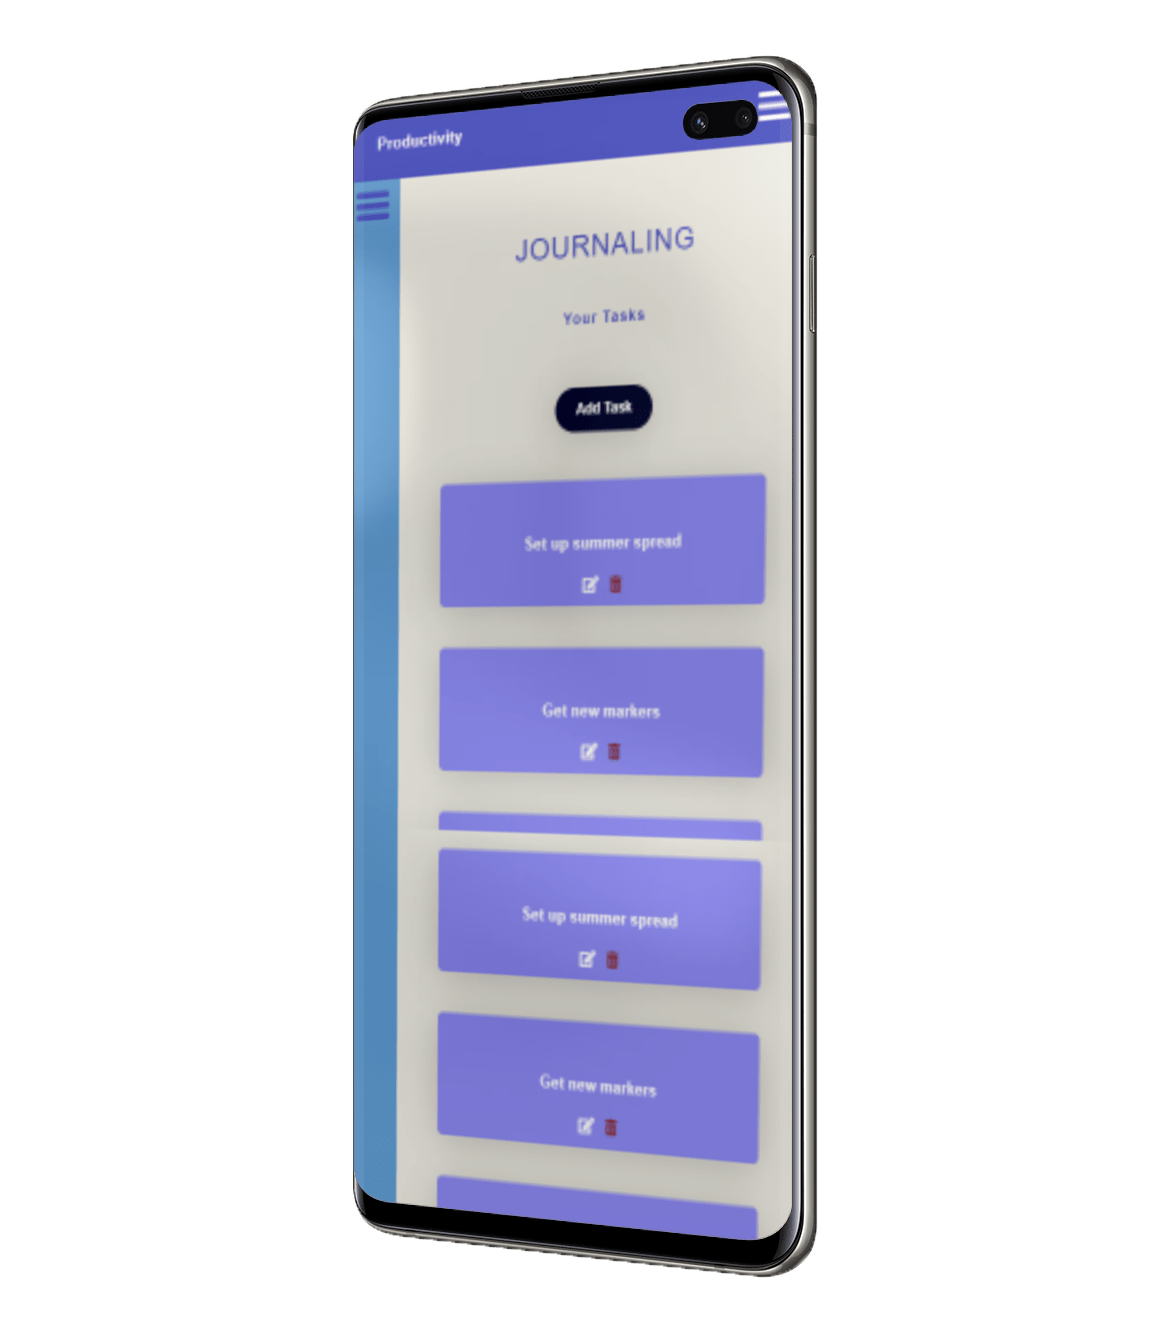 Productivity
JOURNALING
Your Tasks
Add Task
Set up summer spread
Get new markers
Set up summer spread
Get new markers